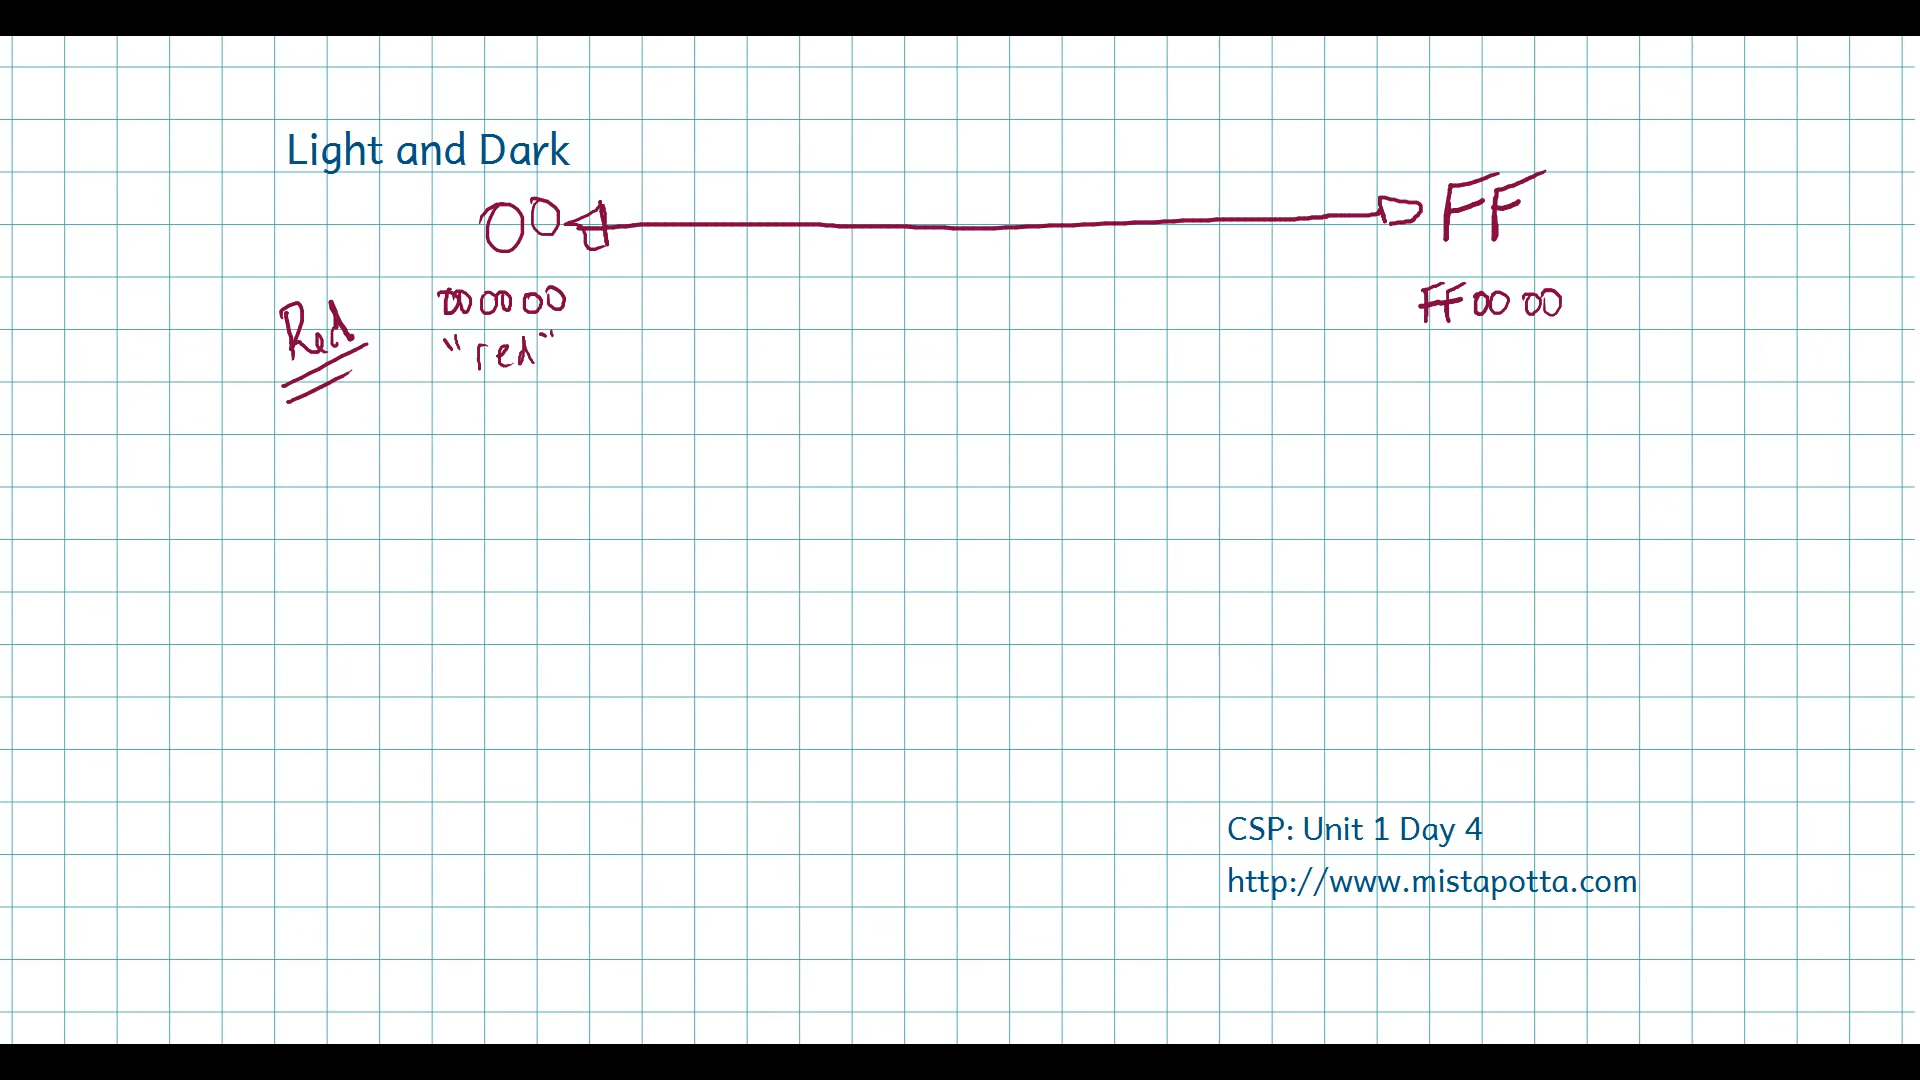 Light and Dark
00 FF
Red 000000 FF0000
"red"
CSP: Unit 1 Day 4
http://www.mistapotta.com